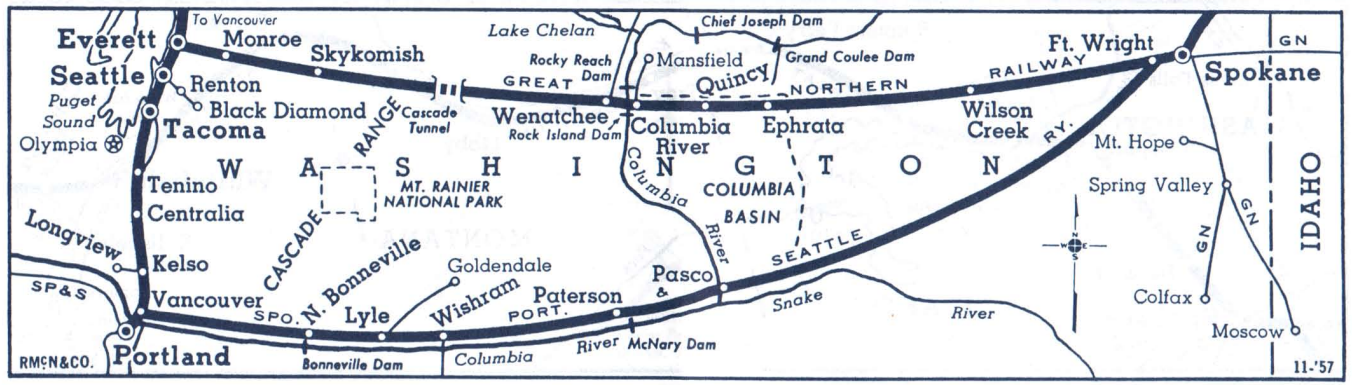 To Vancouver
Everett
Monroe
Skykomish
Seattle
Renton
Black Diamond
Puget
Sound
Tacoma
Olympia
Tenino
Centralia
Longview
Kelso
Vancouver
SP&S
Portland
RMCN&CO.
CASCADE RANGE
Cascade
Tunnel
MT. RAINIER
NATIONAL PARK
WASHINGTON
GREAT NORTHERN RAILWAY
Lake Chelan
Rocky Reach
Dam
Wenatchee
Rock Island Dam
Mansfield
Chief Joseph Dam
Grand Coulee Dam
Quincy
Columbia
River
Ephrata
Wilson
Creek
Ft. Wright
Spokane
GN
Columbia River
COLUMBIA
BASIN
SPO. PORT. SEATTLE RY.
N. Bonneville
Bonneville Dam
Lyle
Goldendale
Wishram
Paterson
Pasco
&
Columbia River
McNary Dam
Snake River
N
W E
S
Mt. Hope
Spring Valley
GN
GN
Colfax
Moscow
IDAHO
11-'57